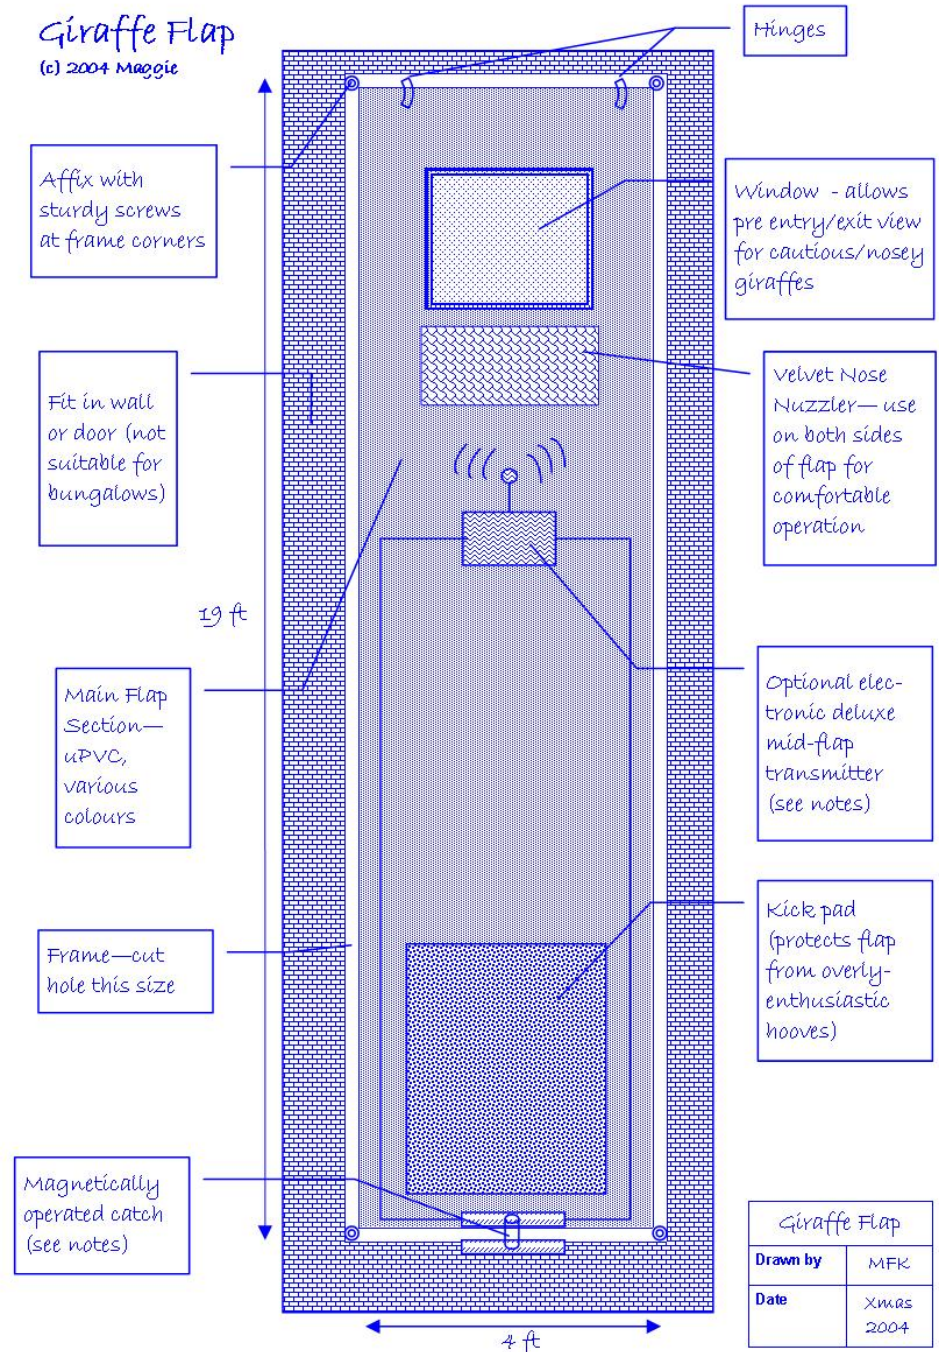 Giraffe Flap
(c) 2004 Maggie
Hinges
Affix with
sturdy screws
at frame corners
Window - allows
pre entry/exit view
for cautious/nosey
giraffes
Fit in wall
or door (not
suitable for
bungalows)
Velvet Nose
Nuzzler— use
on both sides
of flap for
comfortable
operation
19 ft
Main Flap
Section—
uPVC,
various
colours
Optional elec-
tronic deluxe
mid-flap
transmitter
(see notes)
Kick pad
(protects flap
from overly-
enthusiastic
hooves)
Frame—cut
hole this size
Magnetically
operated catch
(see notes)
4 ft
Giraffe Flap
Drawn by MFK
Date Xmas
2004